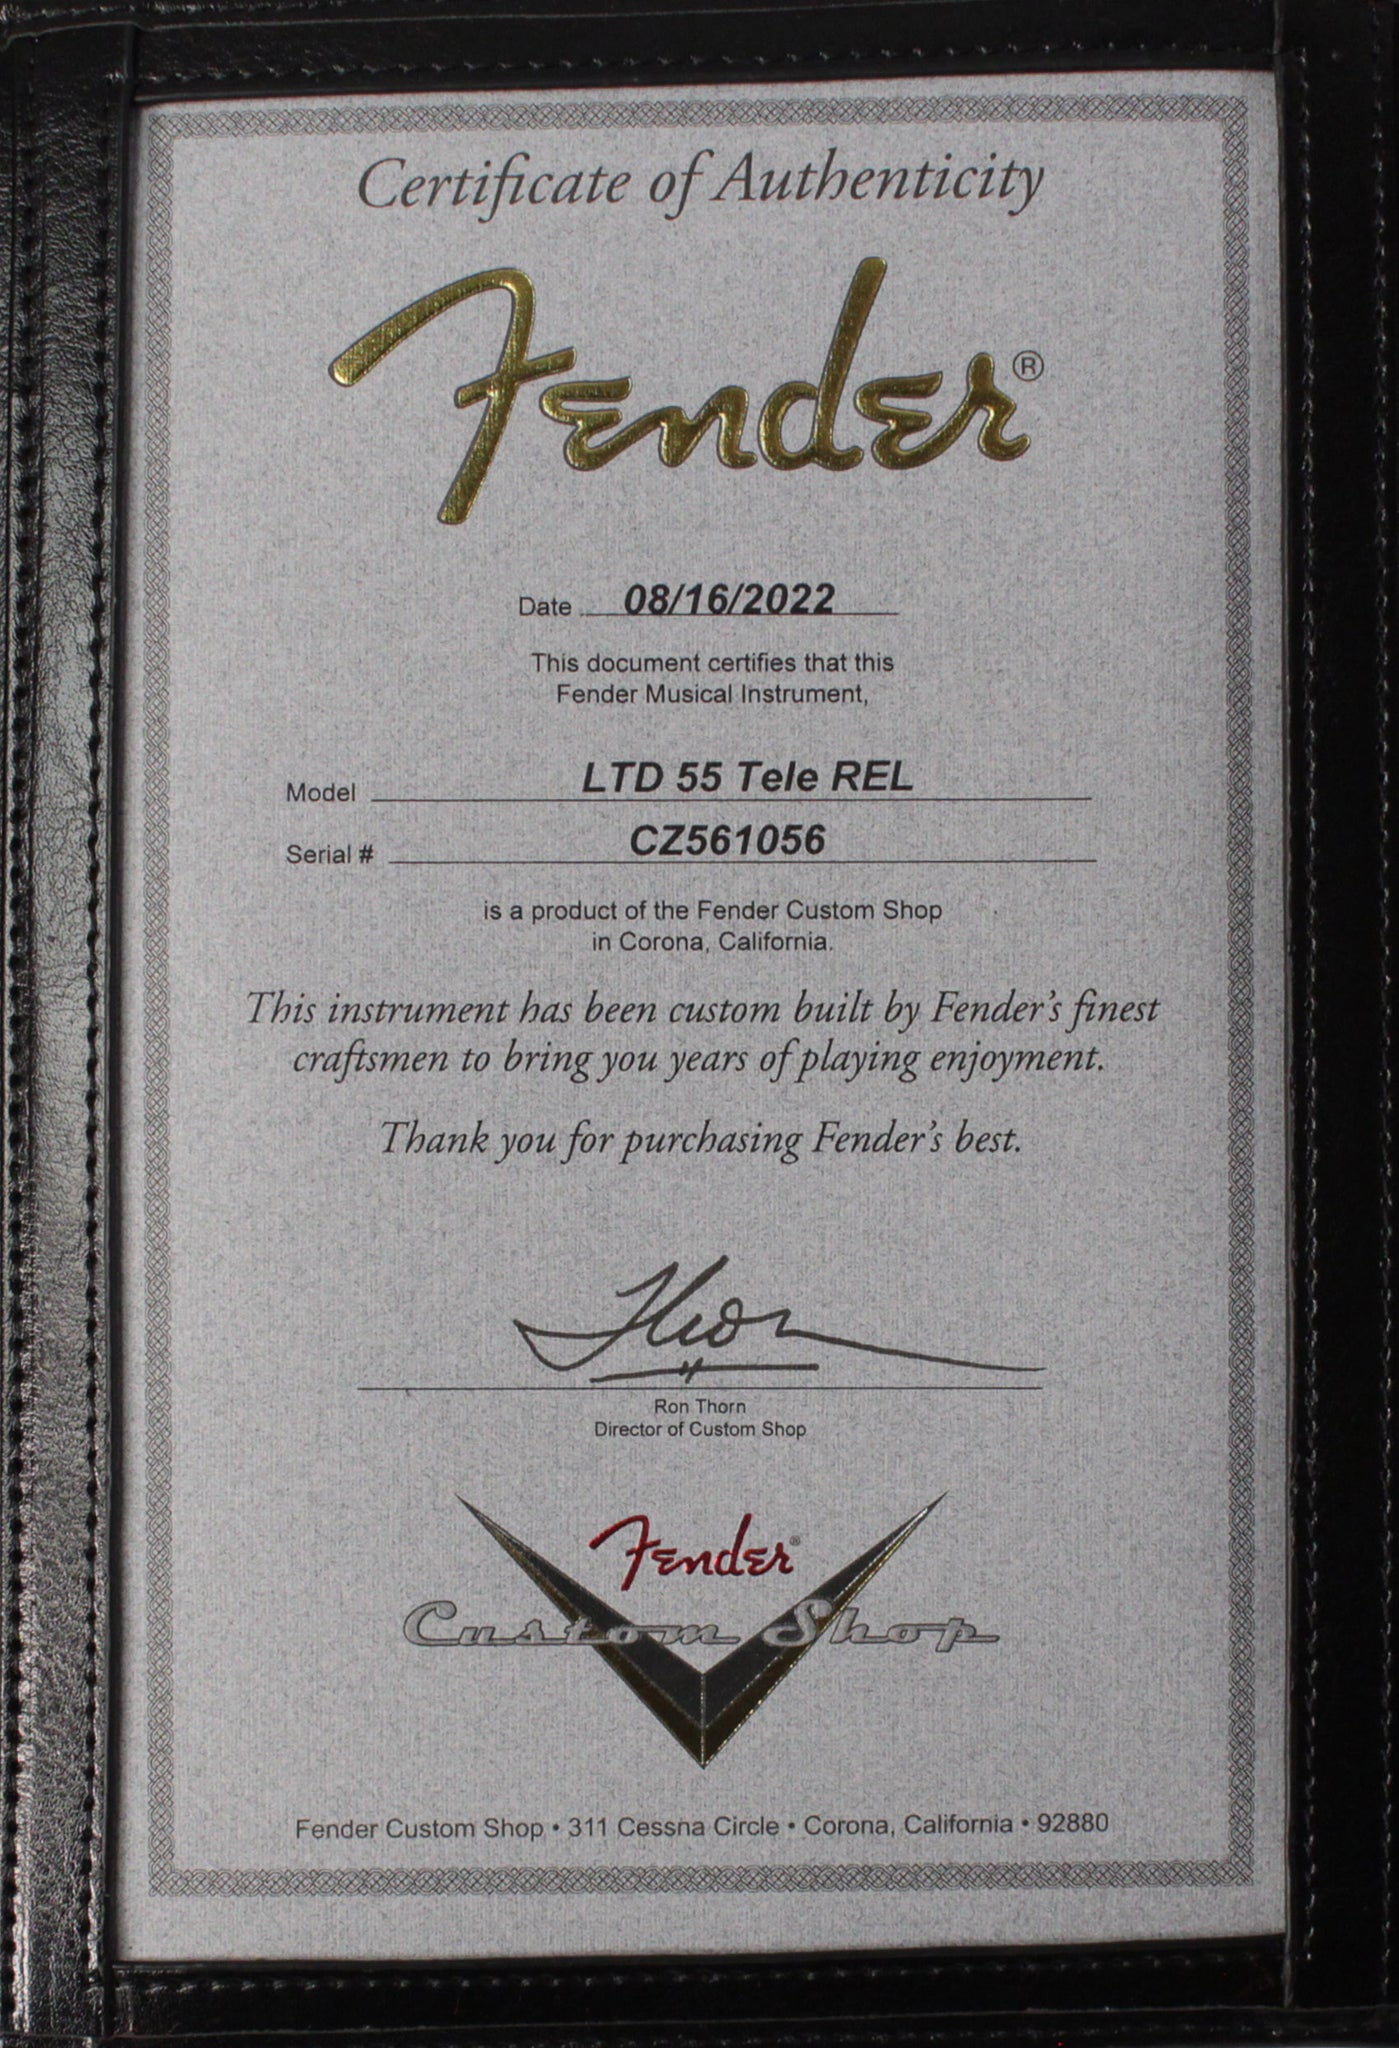 Certificate of Authenticity
Fender®
Date 08/16/2022
This document certifies that this
Fender Musical Instrument,
Model LTD 55 Tele REL
Serial # CZ561056
is a product of the Fender Custom Shop
in Corona, California.
This instrument has been custom built by Fender's finest
craftsmen to bring you years of playing enjoyment.
Thank you for purchasing Fender's best.
Thorn
Ron Thorn
Director of Custom Shop
Fender®
Custom Shop
Fender Custom Shop • 311 Cessna Circle • Corona, California • 92880